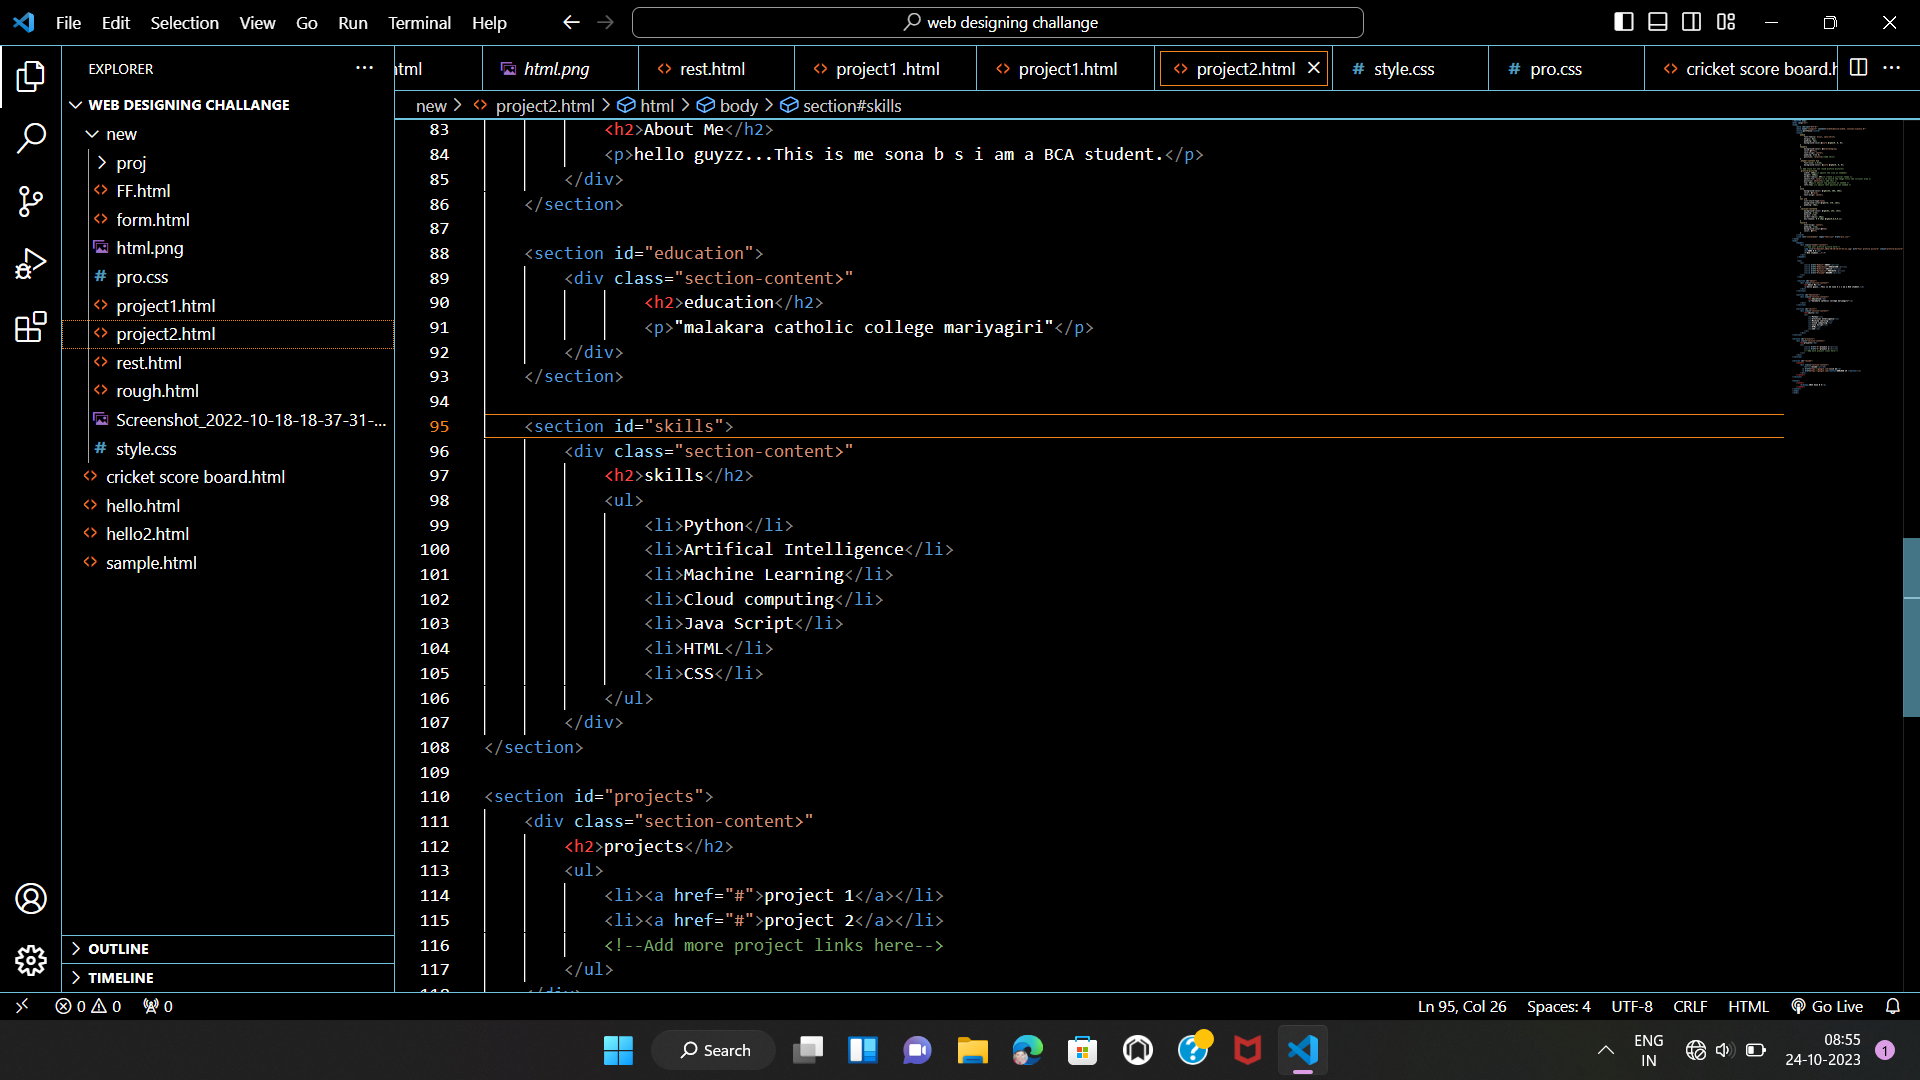 File Edit Selection View Go Run Terminal Help
web designing challange
EXPLORER
WEB DESIGNING CHALLANGE
new
proj
FF.html
form.html
html.png
pro.css
project1.html
project2.html
rest.html
rough.html
Screenshot_2022-10-18-18-37-31-...
style.css
cricket score board.html
hello.html
hello2.html
sample.html
OUTLINE
TIMELINE
html.png rest.html project1 .html project1.html project2.html style.css pro.css cricket score board.h
new > project2.html > html > body > section#skills
83 <h2>About Me</h2>
84 <p>hello guyzz...This is me sona b s i am a BCA student.</p>
85 </div>
86 </section>
87
88 <section id="education">
89 <div class="section-content>"
90 <h2>education</h2>
91 <p>"malakara catholic college mariyagiri"</p>
92 </div>
93 </section>
94
95 <section id="skills">
96 <div class="section-content>"
97 <h2>skills</h2>
98 <ul>
99 <li>Python</li>
100 <li>Artifical Intelligence</li>
101 <li>Machine Learning</li>
102 <li>Cloud computing</li>
103 <li>Java Script</li>
104 <li>HTML</li>
105 <li>CSS</li>
106 </ul>
107 </div>
108 </section>
109
110 <section id="projects">
111 <div class="section-content>"
112 <h2>projects</h2>
113 <ul>
114 <li><a href="#">project 1</a></li>
115 <li><a href="#">project 2</a></li>
116 <!--Add more project links here-->
117 </ul>
0 0 0
Ln 95, Col 26 Spaces: 4 UTF-8 CRLF HTML Go Live
Search
ENG
IN
08:55
24-10-2023
1